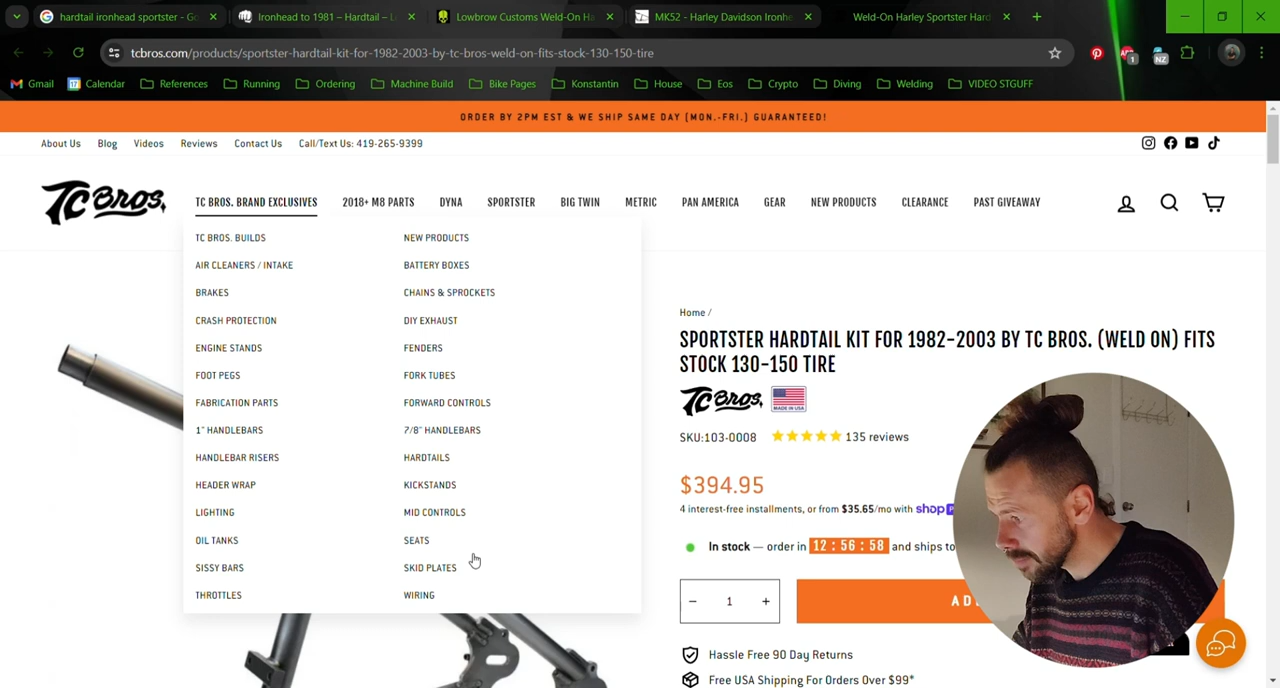 hardtail ironhead sportster - Go
Ironhead to 1981 – Hardtail – L
Lowbrow Customs Weld-On Ha
MK52 - Harley Davidson Ironhe
Weld-On Harley Sportster Hard
tcbros.com/products/sportster-hardtail-kit-for-1982-2003-by-tc-bros-weld-on-fits-stock-130-150-tire
1
NZ
Gmail
17
Calendar
References
Running
Ordering
Machine Build
Bike Pages
Konstantin
House
Eos
Crypto
Diving
Welding
VIDEO STGUFF
ORDER BY 2PM EST & WE SHIP SAME DAY (MON.-FRI.) GUARANTEED!
About Us
Blog
Videos
Reviews
Contact Us
Call/Text Us: 419-265-9399
TC Bros.
TC BROS. BRAND EXCLUSIVES
2018+ M8 PARTS
DYNA
SPORTSTER
BIG TWIN
METRIC
PAN AMERICA
GEAR
NEW PRODUCTS
CLEARANCE
PAST GIVEAWAY
TC BROS. BUILDS
AIR CLEANERS / INTAKE
BRAKES
CRASH PROTECTION
ENGINE STANDS
FOOT PEGS
FABRICATION PARTS
1" HANDLEBARS
HANDLEBAR RISERS
HEADER WRAP
LIGHTING
OIL TANKS
SISSY BARS
THROTTLES
NEW PRODUCTS
BATTERY BOXES
CHAINS & SPROCKETS
DIY EXHAUST
FENDERS
FORK TUBES
FORWARD CONTROLS
7/8" HANDLEBARS
HARDTAILS
KICKSTANDS
MID CONTROLS
SEATS
SKID PLATES
WIRING
Home /
SPORTSTER HARDTAIL KIT FOR 1982-2003 BY TC BROS. (WELD ON) FITS
STOCK 130-150 TIRE
TC Bros.
MADE IN USA
SKU:103-0008
135 reviews
$394.95
4 interest-free installments, or from $35.65/mo with shop
In stock — order in 12:56:58 and ships to
1
+
Hassle Free 90 Day Returns
Free USA Shipping For Orders Over $99*